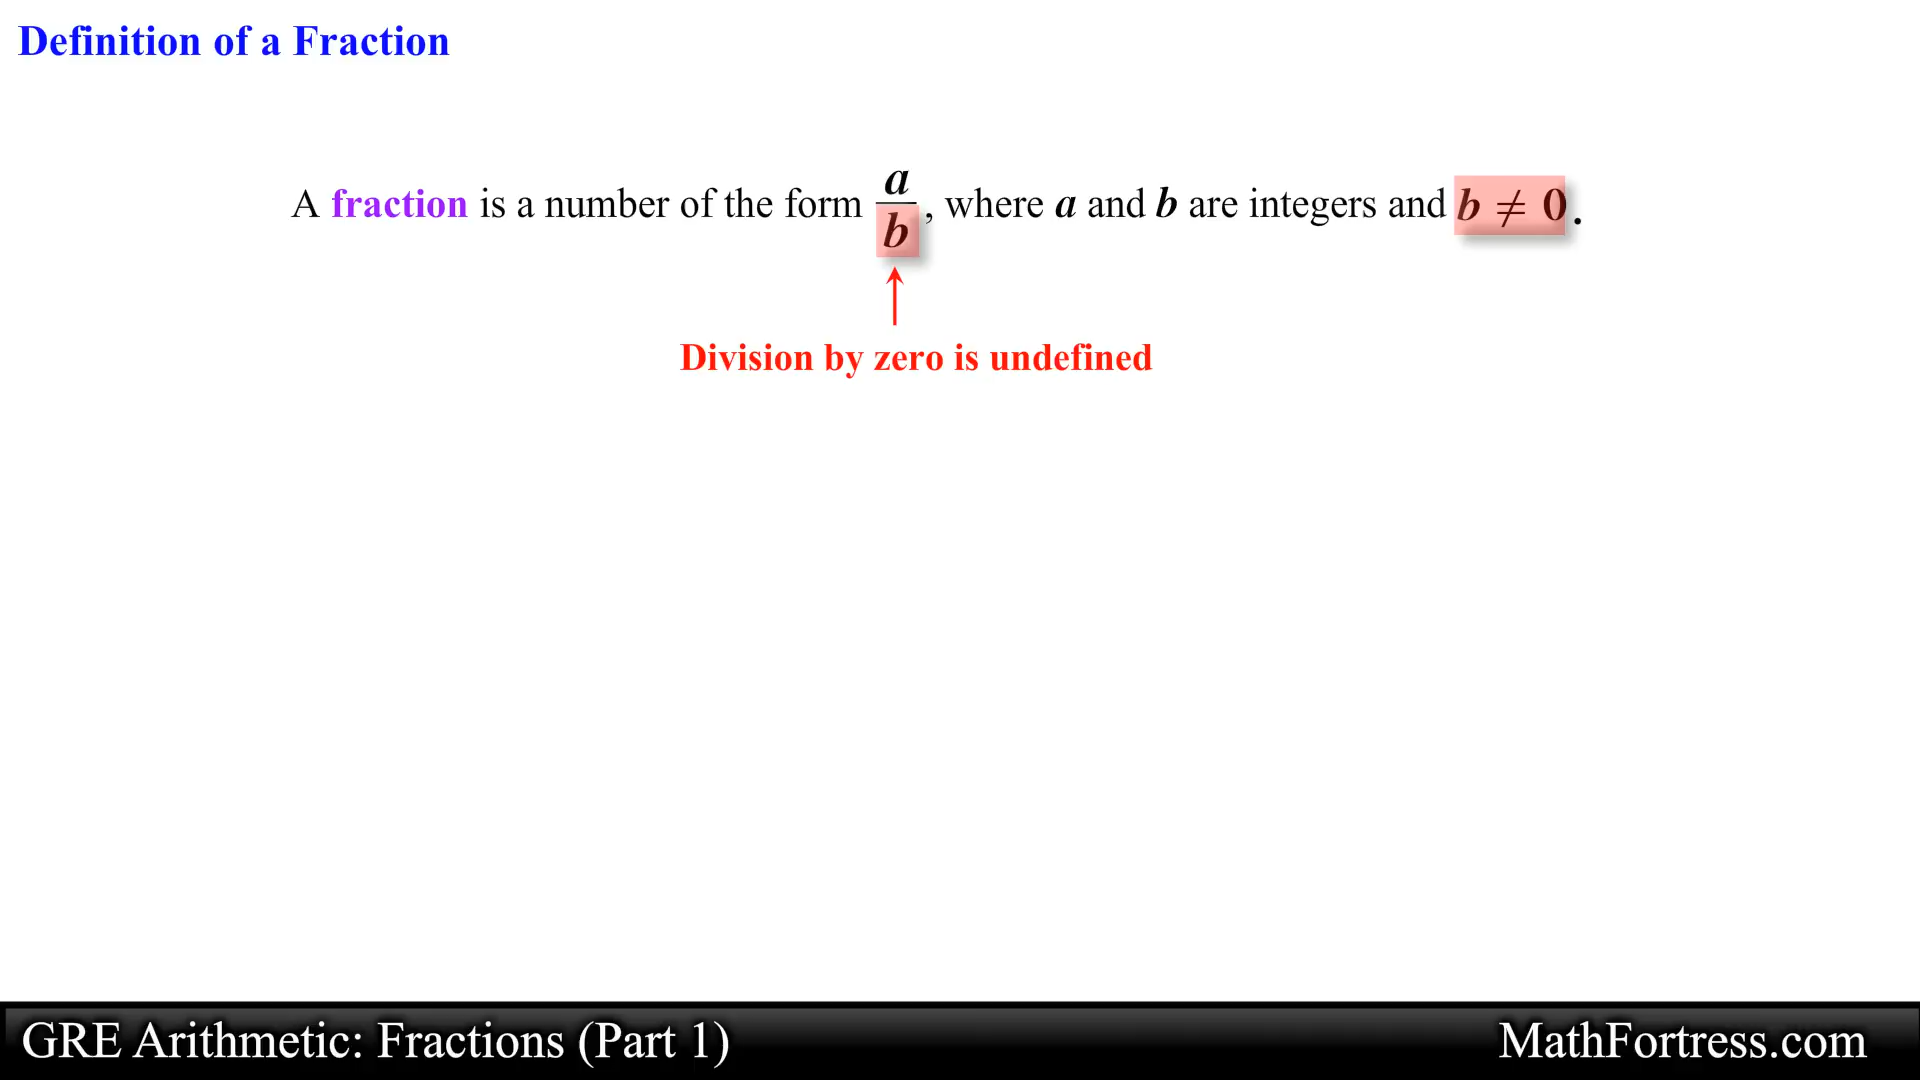 Definition of a Fraction
A fraction is a number of the form a/b, where a and b are integers and b ≠ 0.
Division by zero is undefined
GRE Arithmetic: Fractions (Part 1)
MathFortress.com